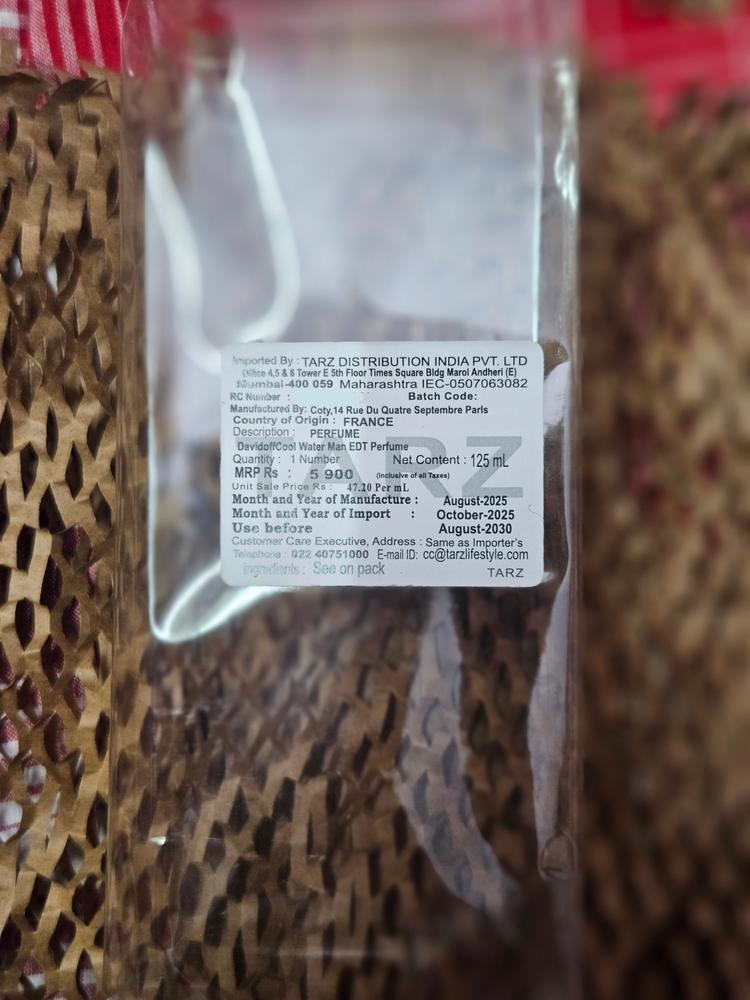 Imported By : TARZ DISTRIBUTION INDIA PVT. LTD
Office 4,5 & 6 Tower E 5th Floor Times Square Bldg Marol Andheri (E)
Mumbai-400 059 Maharashtra IEC-0507063082
RC Number : Batch Code:
Manufactured By: Coty,14 Rue Du Quatre Septembre Paris
Country of Origin : FRANCE
Description : PERFUME
DavidoffCool Water Man EDT Perfume
Quantity : 1 Number Net Content : 125 mL
MRP Rs : 5 900 (Inclusive of all Taxes)
Unit Sale Price Rs : 47.20 Per mL
Month and Year of Manufacture : August-2025
Month and Year of Import : October-2025
Use before August-2030
Customer Care Executive, Address : Same as Importer's
Telephone : 022 40751000 E-mail ID: cc@tarzlifestyle.com
Ingredients : See on pack
TARZ
TARZ